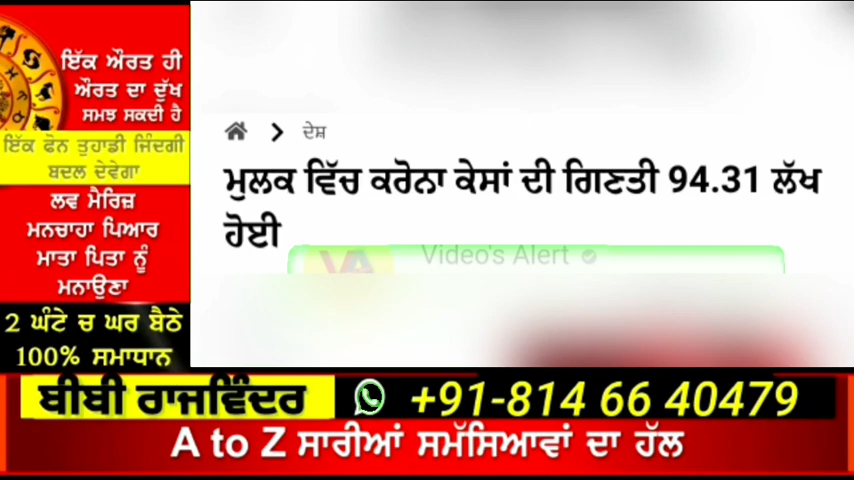 ਇੱਕ ਔਰਤ ਹੀ
ਔਰਤ ਦਾ ਦੁੱਖ
ਸਮਝ ਸਕਦੀ ਹੈ
ਇੱਕ ਫੋਨ ਤੁਹਾਡੀ ਜਿੰਦਗੀ
ਬਦਲ ਦੇਵੇਗਾ
ਲਵ ਮੈਰਿਜ਼
ਮਨਚਾਹਾ ਪਿਆਰ
ਮਾਤਾ ਪਿਤਾ ਨੂੰ
ਮਨਾਉਣਾ
2 ਘੰਟੇ ਚ ਘਰ ਬੈਠੇ
100% ਸਮਾਧਾਨ
ਦੇਸ਼
ਮੁਲਕ ਵਿੱਚ ਕਰੋਨਾ ਕੇਸਾਂ ਦੀ ਗਿਣਤੀ 94.31 ਲੱਖ
ਹੋਈ
VA Video's Alert
ਬੀਬੀ ਰਾਜਵਿੰਦਰ +91-814 66 40479
A to Z ਸਾਰੀਆਂ ਸਮੱਸਿਆਵਾਂ ਦਾ ਹੱਲ